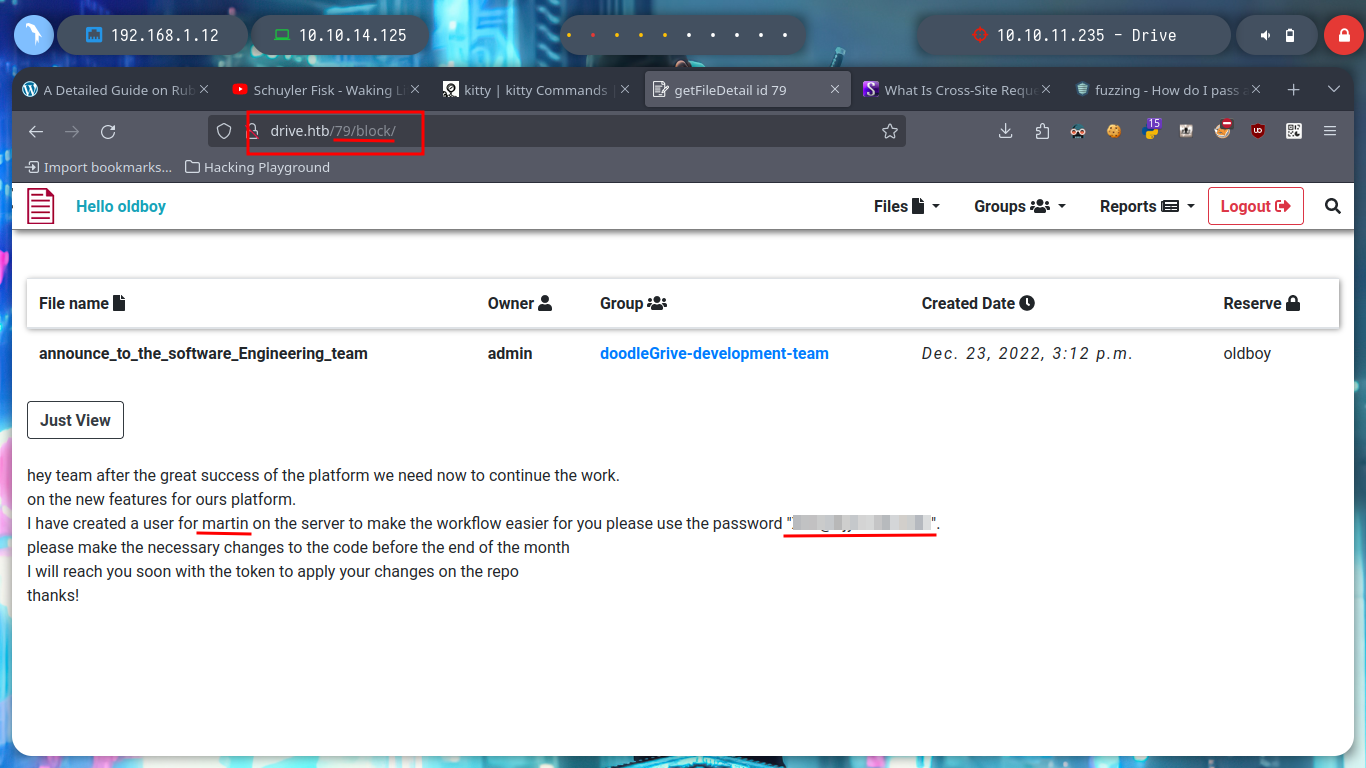 192.168.1.12
10.10.14.125
10.10.11.235 - Drive
A Detailed Guide on Rub
Schuyler Fisk - Waking Li
kitty | kitty Commands |
getFileDetail id 79
What Is Cross-Site Reque
fuzzing - How do I pass a
drive.htb/79/block/
15
Import bookmarks...
Hacking Playground
Hello oldboy
Files
Groups
Reports
Logout
File name
Owner
Group
Created Date
Reserve
announce_to_the_software_Engineering_team
admin
doodleGrive-development-team
Dec. 23, 2022, 3:12 p.m.
oldboy
Just View
hey team after the great success of the platform we need now to continue the work.
on the new features for ours platform.
I have created a user for martin on the server to make the workflow easier for you please use the password "".
please make the necessary changes to the code before the end of the month
I will reach you soon with the token to apply your changes on the repo
thanks!